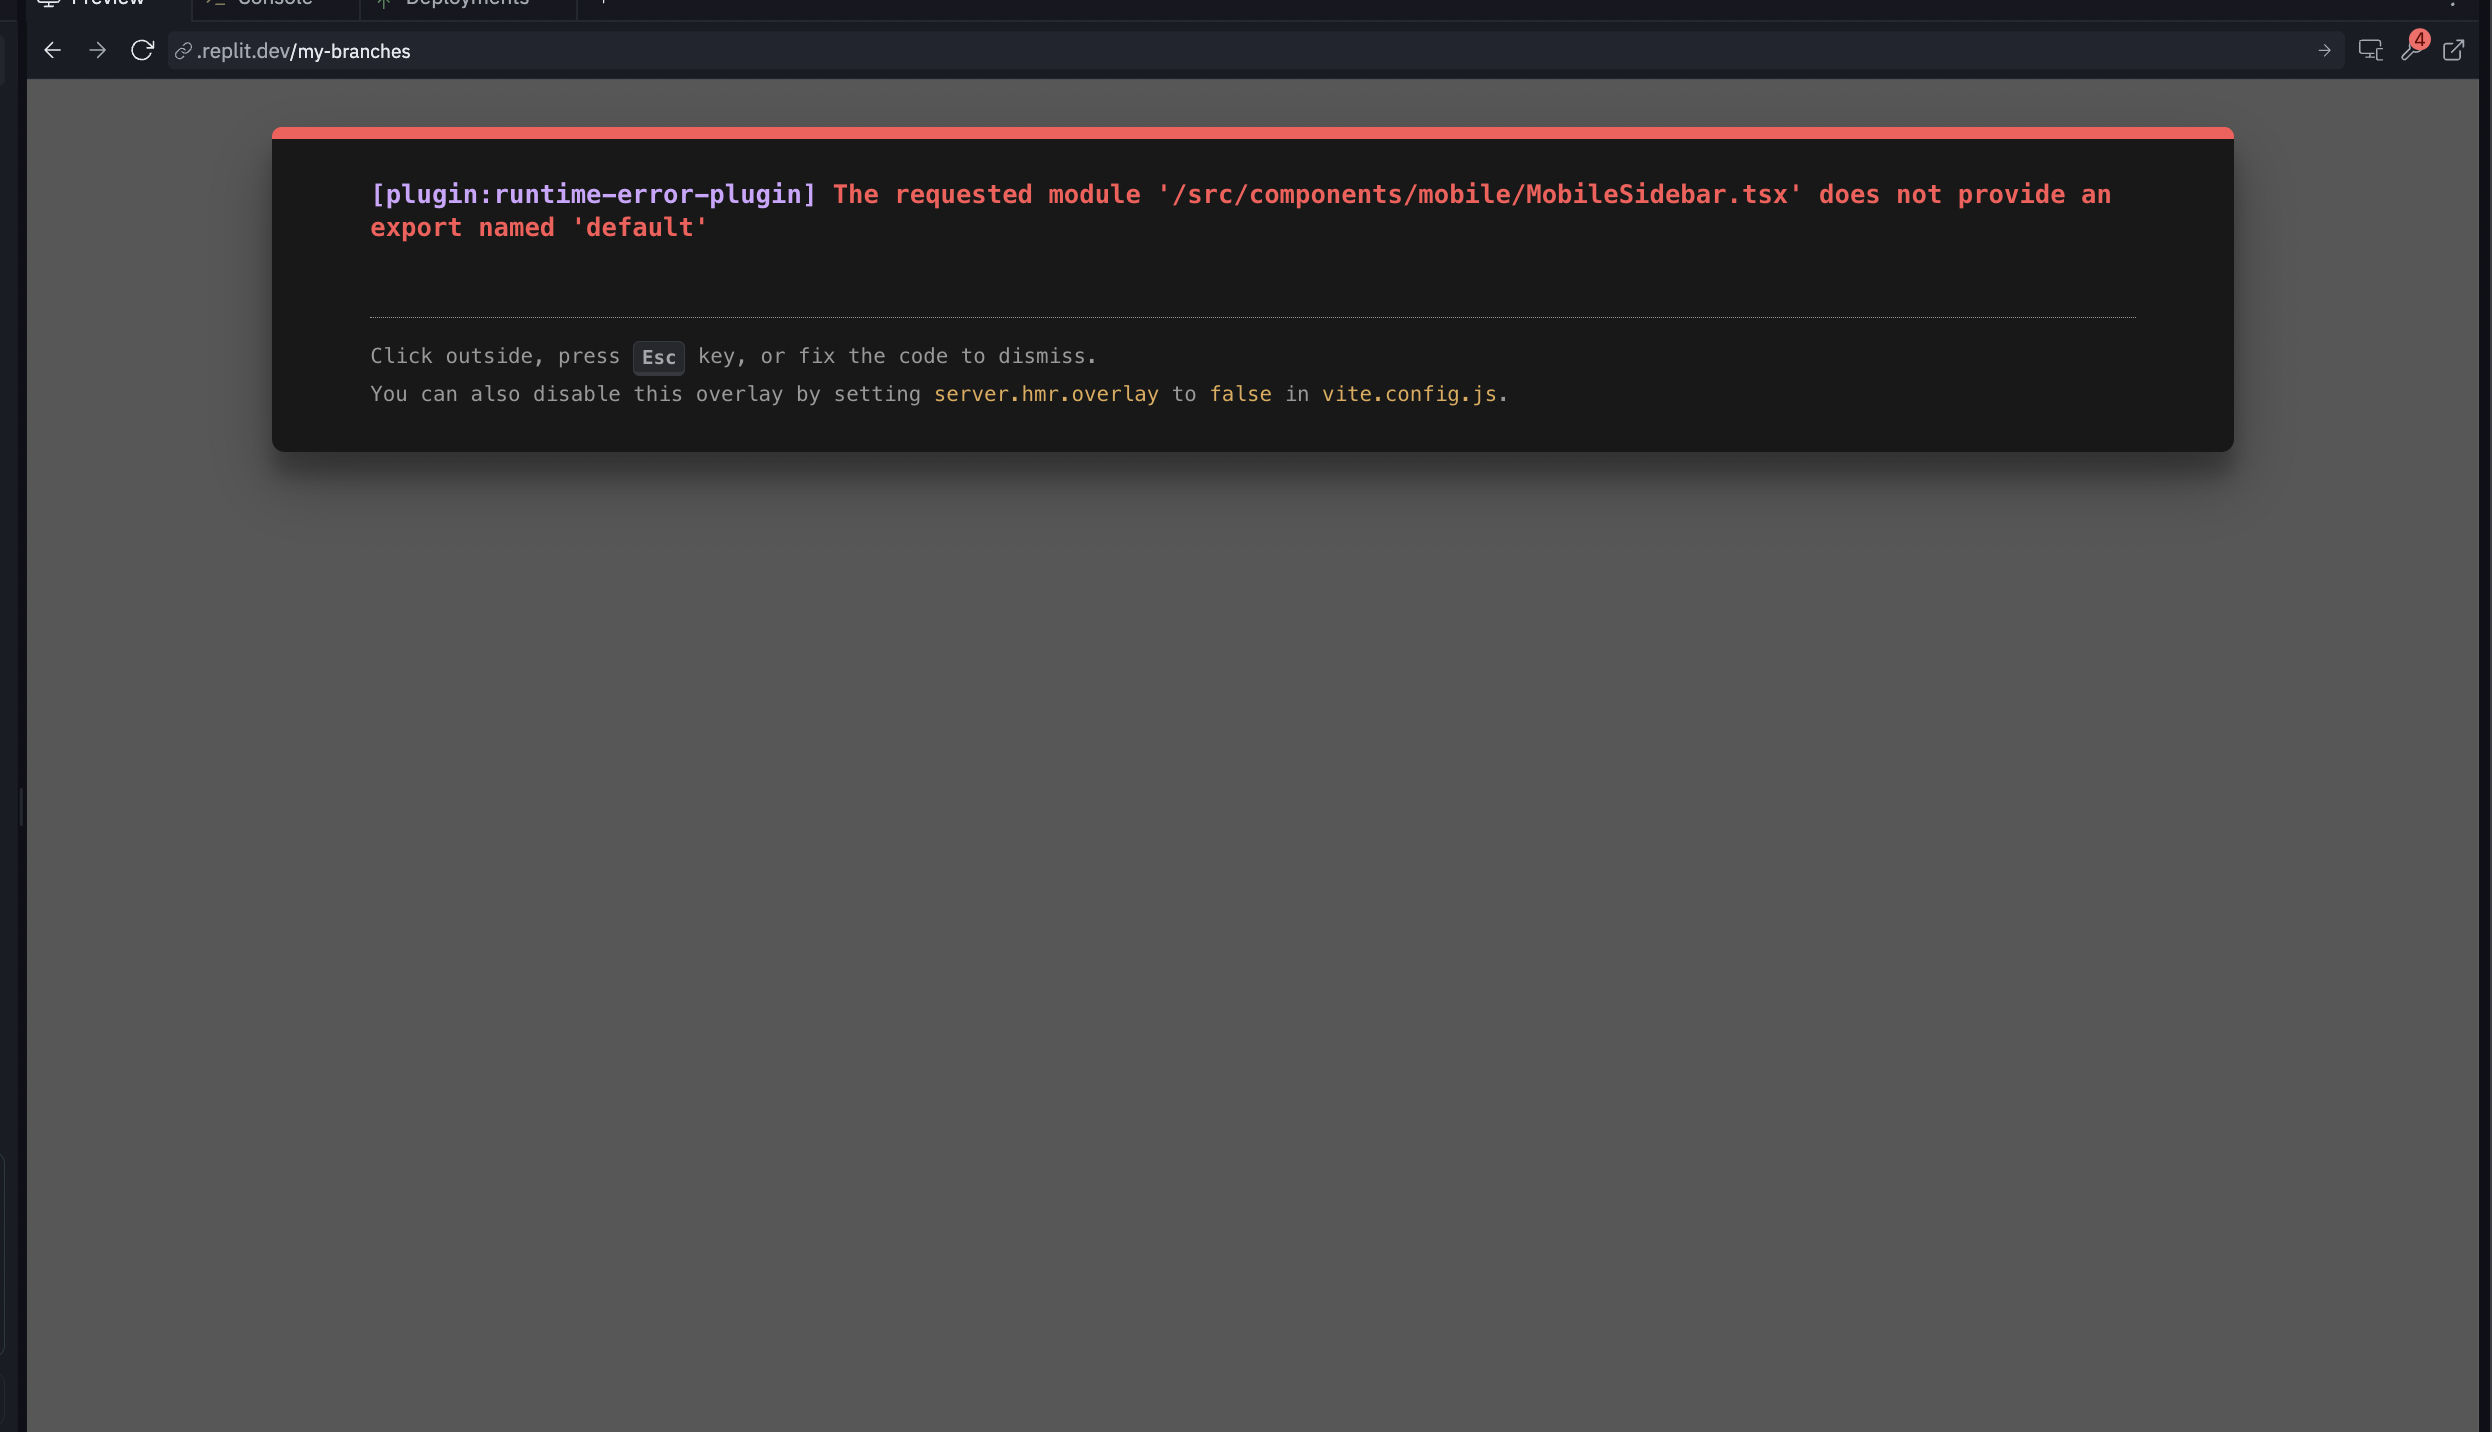 Preview
Console
Deployments
.replit.dev/my-branches
4
[plugin:runtime-error-plugin] The requested module '/src/components/mobile/MobileSidebar.tsx' does not provide an
export named 'default'
Click outside, press Esc key, or fix the code to dismiss.
You can also disable this overlay by setting server.hmr.overlay to false in vite.config.js.